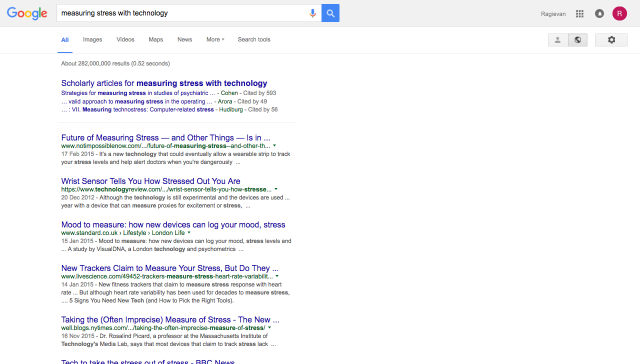 Google
measuring stress with technology
Ragiavan
R
All Images Videos Maps News More Search tools
About 282,000,000 results (0.52 seconds)
Scholarly articles for measuring stress with technology
Strategies for measuring stress in studies of psychiatric ... - Cohen - Cited by 593
... valid approach to measuring stress in the operating ... - Arora - Cited by 49
... : VII. Measuring technostress: Computer-related stress - Hudiburg - Cited by 56
Future of Measuring Stress — and Other Things — Is in ...
www.notimpossiblenow.com/.../future-of-measuring-stress--and-other-th...
17 Feb 2015 - It's a new technology that could eventually allow a wearable strip to track
your stress levels and help alert doctors when you're dangerously ...
Wrist Sensor Tells You How Stressed Out You Are
https://www.technologyreview.com/.../wrist-sensor-tells-you-how-stresse...
20 Dec 2012 - Although the technology is still experimental and the devices are used ...
year with a device that can measure proxies for excitement or stress, ...
Mood to measure: how new devices can log your mood, stress
www.standard.co.uk › Lifestyle › London Life
15 Jan 2015 - Mood to measure: how new devices can log your mood, stress levels and
... A study by VisualDNA, a London technology and psychometrics ...
New Trackers Claim to Measure Your Stress, But Do They ...
www.livescience.com/49452-trackers-measure-stress-heart-rate-variabilit...
14 Jan 2015 - New fitness trackers that claim to measure stress response with heart
rate ... But although heart rate variability has been used for decades to measure stress,
.... 5 Signs You Need New Tech (and How to Pick the Right Tools).
Taking the (Often Imprecise) Measure of Stress - The New ...
well.blogs.nytimes.com/.../taking-the-often-imprecise-measure-of-stress/
16 Nov 2015 - Dr. Rosalind Picard, a professor at the Massachusetts Institute of
Technology's Media Lab, says that most devices that claim to track stress lack ...
Tech to take the stress out of stress - BBC News